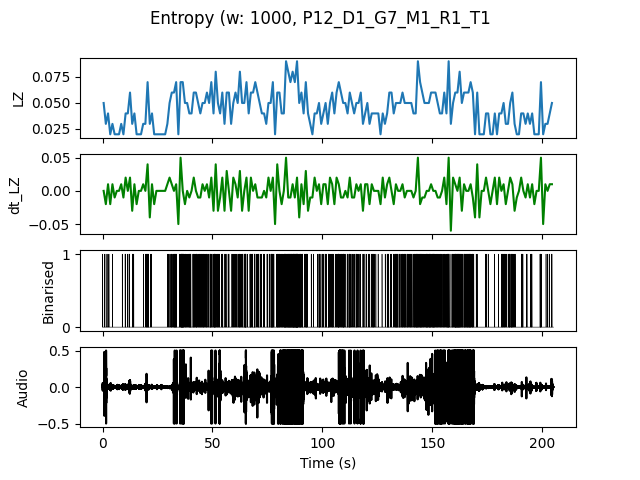 Entropy (w: 1000, P12_D1_G7_M1_R1_T1
LZ
0.075
0.050
0.025
dt_LZ
0.05
0.00
−0.05
Binarised
1
0
Audio
0.5
0.0
−0.5
0 50 100 150 200
Time (s)